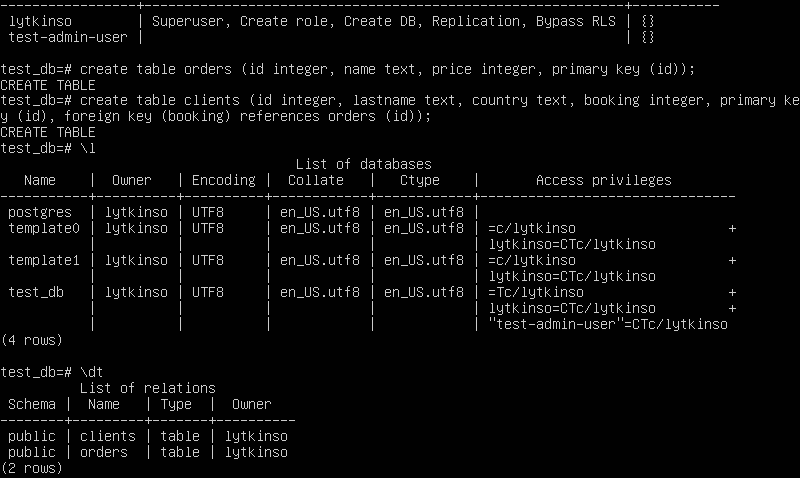 -----------------+------------------------------------------------------------+-----------
 lytkinso        | Superuser, Create role, Create DB, Replication, Bypass RLS | {}
 test-admin-user |                                                            | {}

test_db=# create table orders (id integer, name text, price integer, primary key (id));
CREATE TABLE
test_db=# create table clients (id integer, lastname text, country text, booking integer, primary ke
y (id), foreign key (booking) references orders (id));
CREATE TABLE
test_db=# \l
                                     List of databases
   Name    |  Owner   | Encoding |  Collate   |   Ctype    |       Access privileges
-----------+----------+----------+------------+------------+--------------------------------
 postgres  | lytkinso | UTF8     | en_US.utf8 | en_US.utf8 |
 template0 | lytkinso | UTF8     | en_US.utf8 | en_US.utf8 | =c/lytkinso                   +
           |          |          |            |            | lytkinso=CTc/lytkinso
 template1 | lytkinso | UTF8     | en_US.utf8 | en_US.utf8 | =c/lytkinso                   +
           |          |          |            |            | lytkinso=CTc/lytkinso
 test_db   | lytkinso | UTF8     | en_US.utf8 | en_US.utf8 | =Tc/lytkinso                  +
           |          |          |            |            | lytkinso=CTc/lytkinso         +
           |          |          |            |            | "test-admin-user"=CTc/lytkinso
(4 rows)

test_db=# \dt
          List of relations
 Schema |  Name   | Type  |  Owner
--------+---------+-------+----------
 public | clients | table | lytkinso
 public | orders  | table | lytkinso
(2 rows)